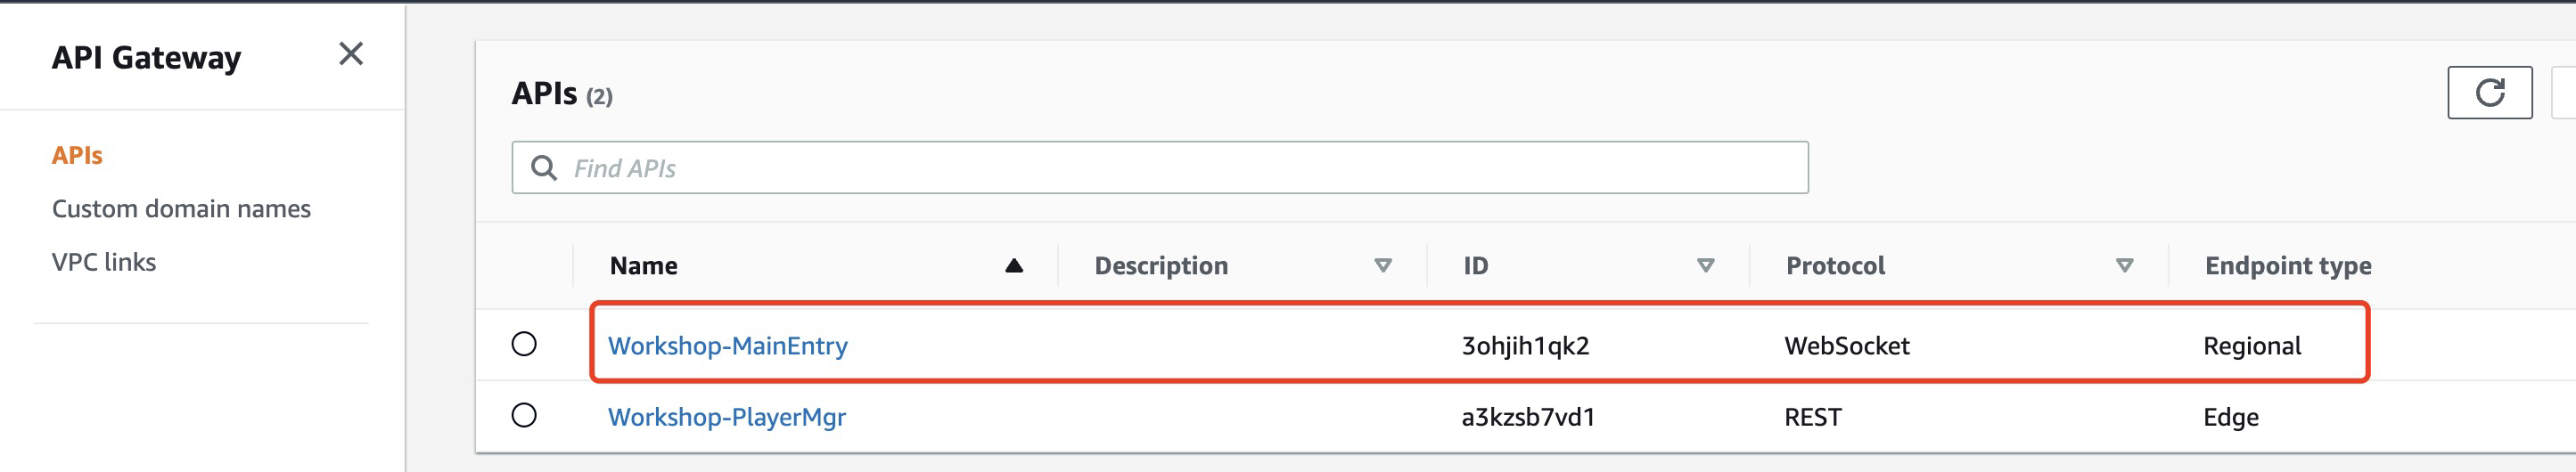 API Gateway
APIs
Custom domain names
VPC links
APIs (2)
Find APIs
Name Description ID Protocol Endpoint type
Workshop-MainEntry 3ohjih1qk2 WebSocket Regional
Workshop-PlayerMgr a3kzsb7vd1 REST Edge